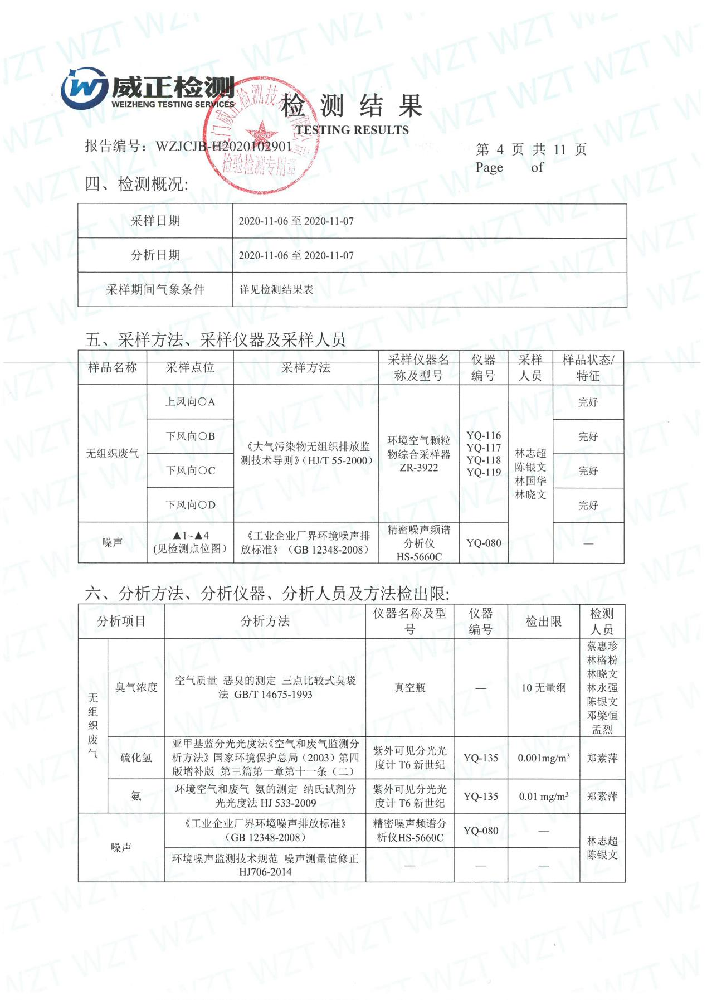 威正检测
WEIZHENG TESTING SERVICES
检测结果
TESTING RESULTS
报告编号：WZJCJB-H2020102901
第 4 页 共 11 页
Page of
检验检测专用章
四、检测概况:
采样日期 2020-11-06 至 2020-11-07
分析日期 2020-11-06 至 2020-11-07
采样期间气象条件 详见检测结果表
五、采样方法、采样仪器及采样人员
样品名称 采样点位 采样方法 采样仪器名称及型号 仪器编号 采样人员 样品状态/特征
无组织废气
上风向○A
下风向○B
下风向○C
下风向○D
《大气污染物无组织排放监
测技术导则》（HJ/T 55-2000）
环境空气颗粒
物综合采样器
ZR-3922
YQ-116
YQ-117
YQ-118
YQ-119
林志超
陈银文
林国华
林晓文
完好
完好
完好
完好
噪声
▲1~▲4
(见检测点位图）
《工业企业厂界环境噪声排
放标准》（GB 12348-2008）
精密噪声频谱
分析仪
HS-5660C
YQ-080
—
六、分析方法、分析仪器、分析人员及方法检出限:
分析项目 分析方法 仪器名称及型号 仪器编号 检出限 检测人员
无组织废气
臭气浓度
空气质量 恶臭的测定 三点比较式臭袋
法 GB/T 14675-1993
真空瓶
—
10 无量纲
蔡惠珍
林格粉
林晓文
林永强
陈银文
邓棨恒
孟烈
硫化氢
亚甲基蓝分光光度法《空气和废气监测分
析方法》国家环境保护总局（2003）第四
版增补版 第三篇第一章第十一条（二）
紫外可见分光光
度计 T6 新世纪
YQ-135
0.001mg/m³
郑素萍
氨
环境空气和废气 氨的测定 纳氏试剂分
光光度法 HJ 533-2009
紫外可见分光光
度计 T6 新世纪
YQ-135
0.01 mg/m³
郑素萍
噪声
《工业企业厂界环境噪声排放标准》
（GB 12348-2008）
精密噪声频谱分
析仪HS-5660C
YQ-080
—
环境噪声监测技术规范 噪声测量值修正
HJ706-2014
—
—
—
林志超
陈银文